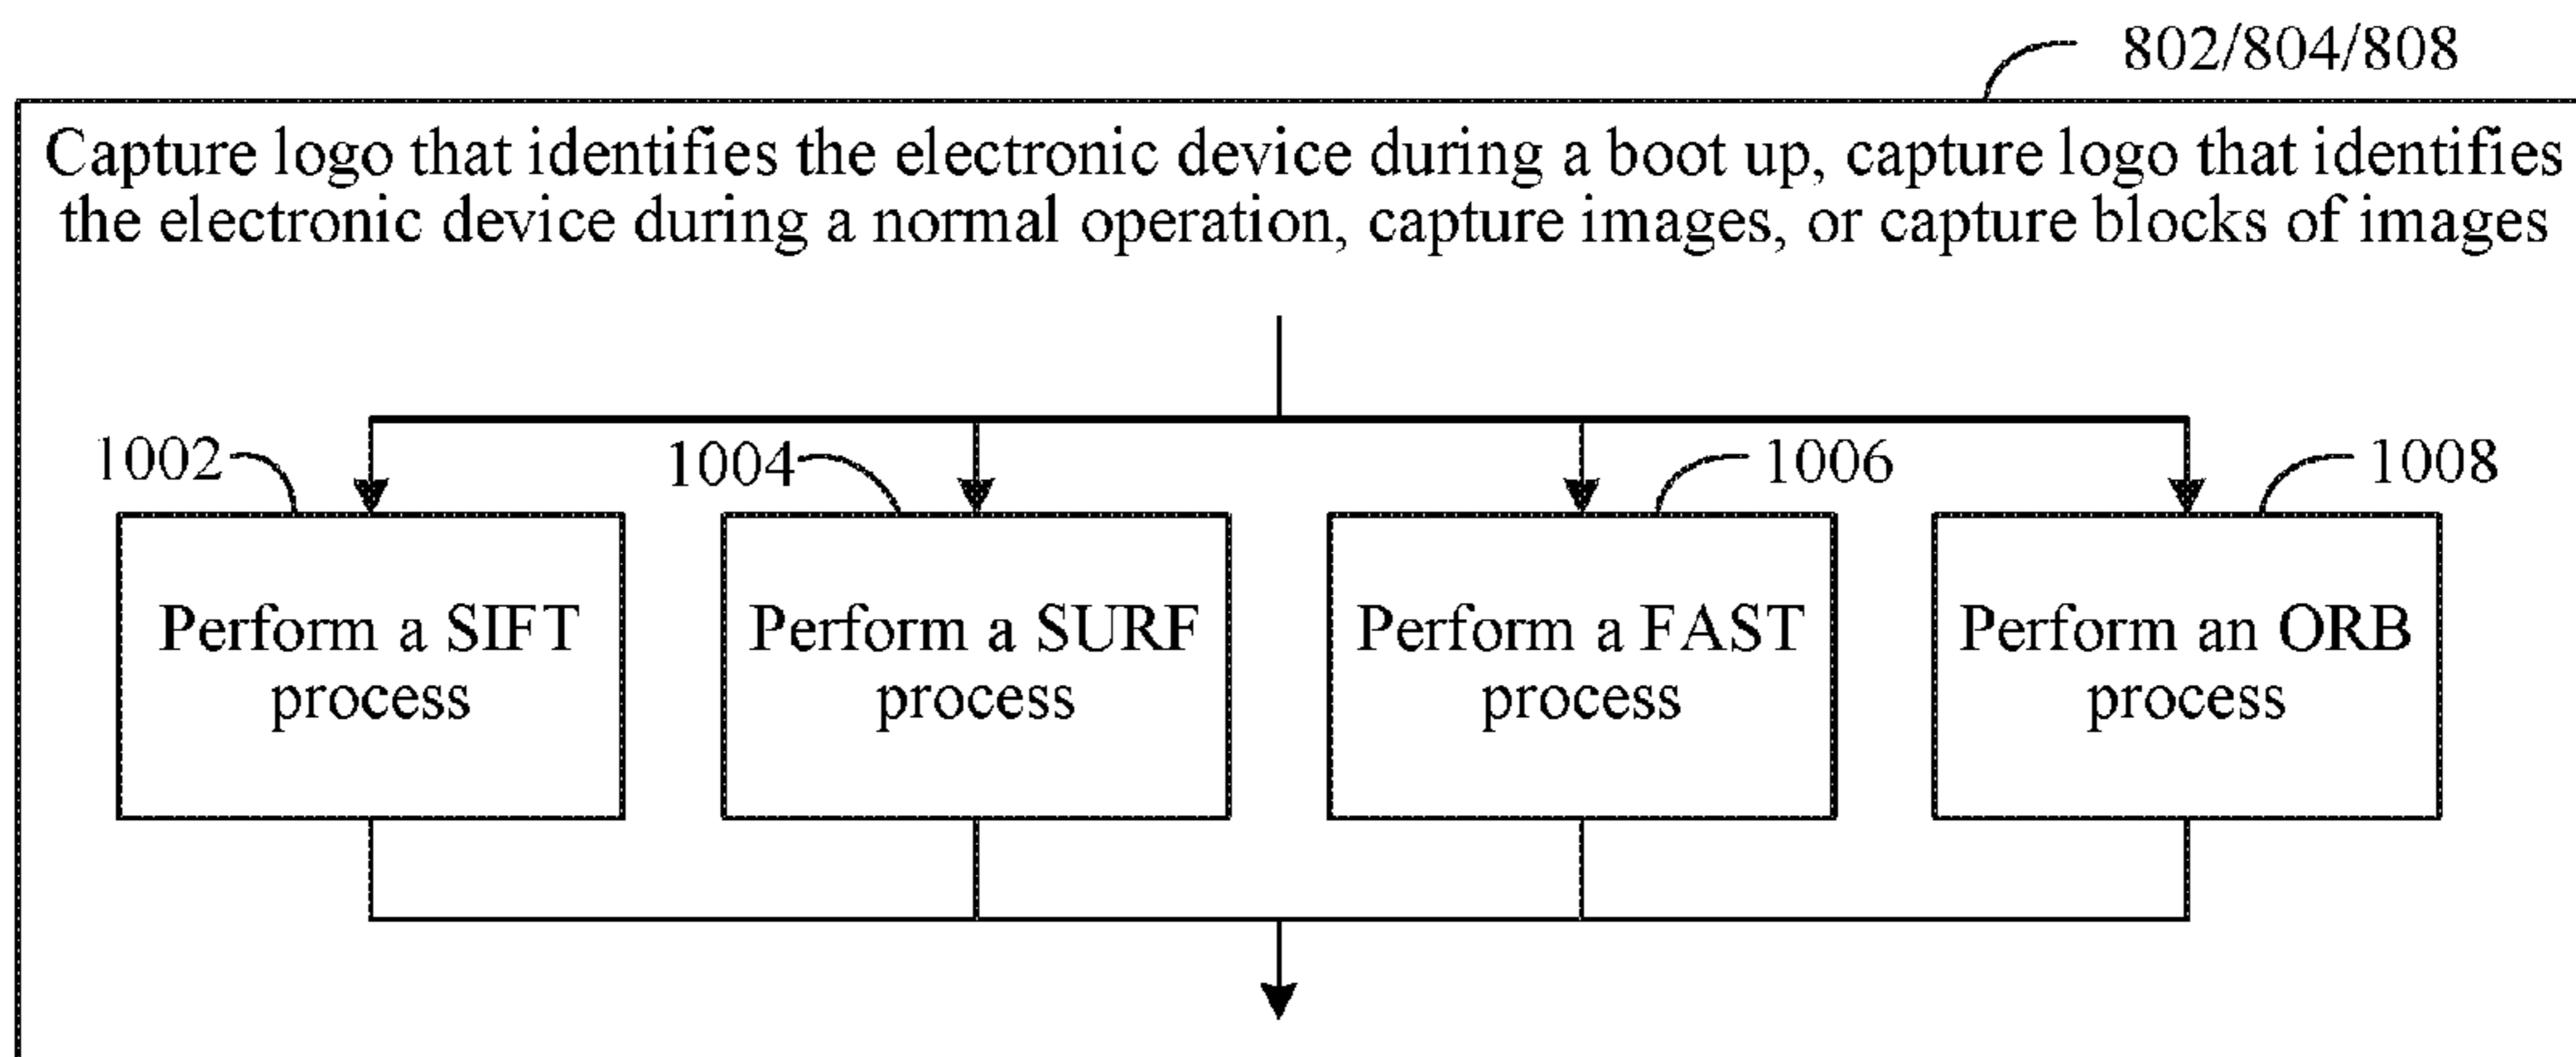 802/804/808
Capture logo that identifies the electronic device during a boot up, capture logo that identifies
the electronic device during a normal operation, capture images, or capture blocks of images
1002
1004
1006
1008
Perform a SIFT
process
Perform a SURF
process
Perform a FAST
process
Perform an ORB
process